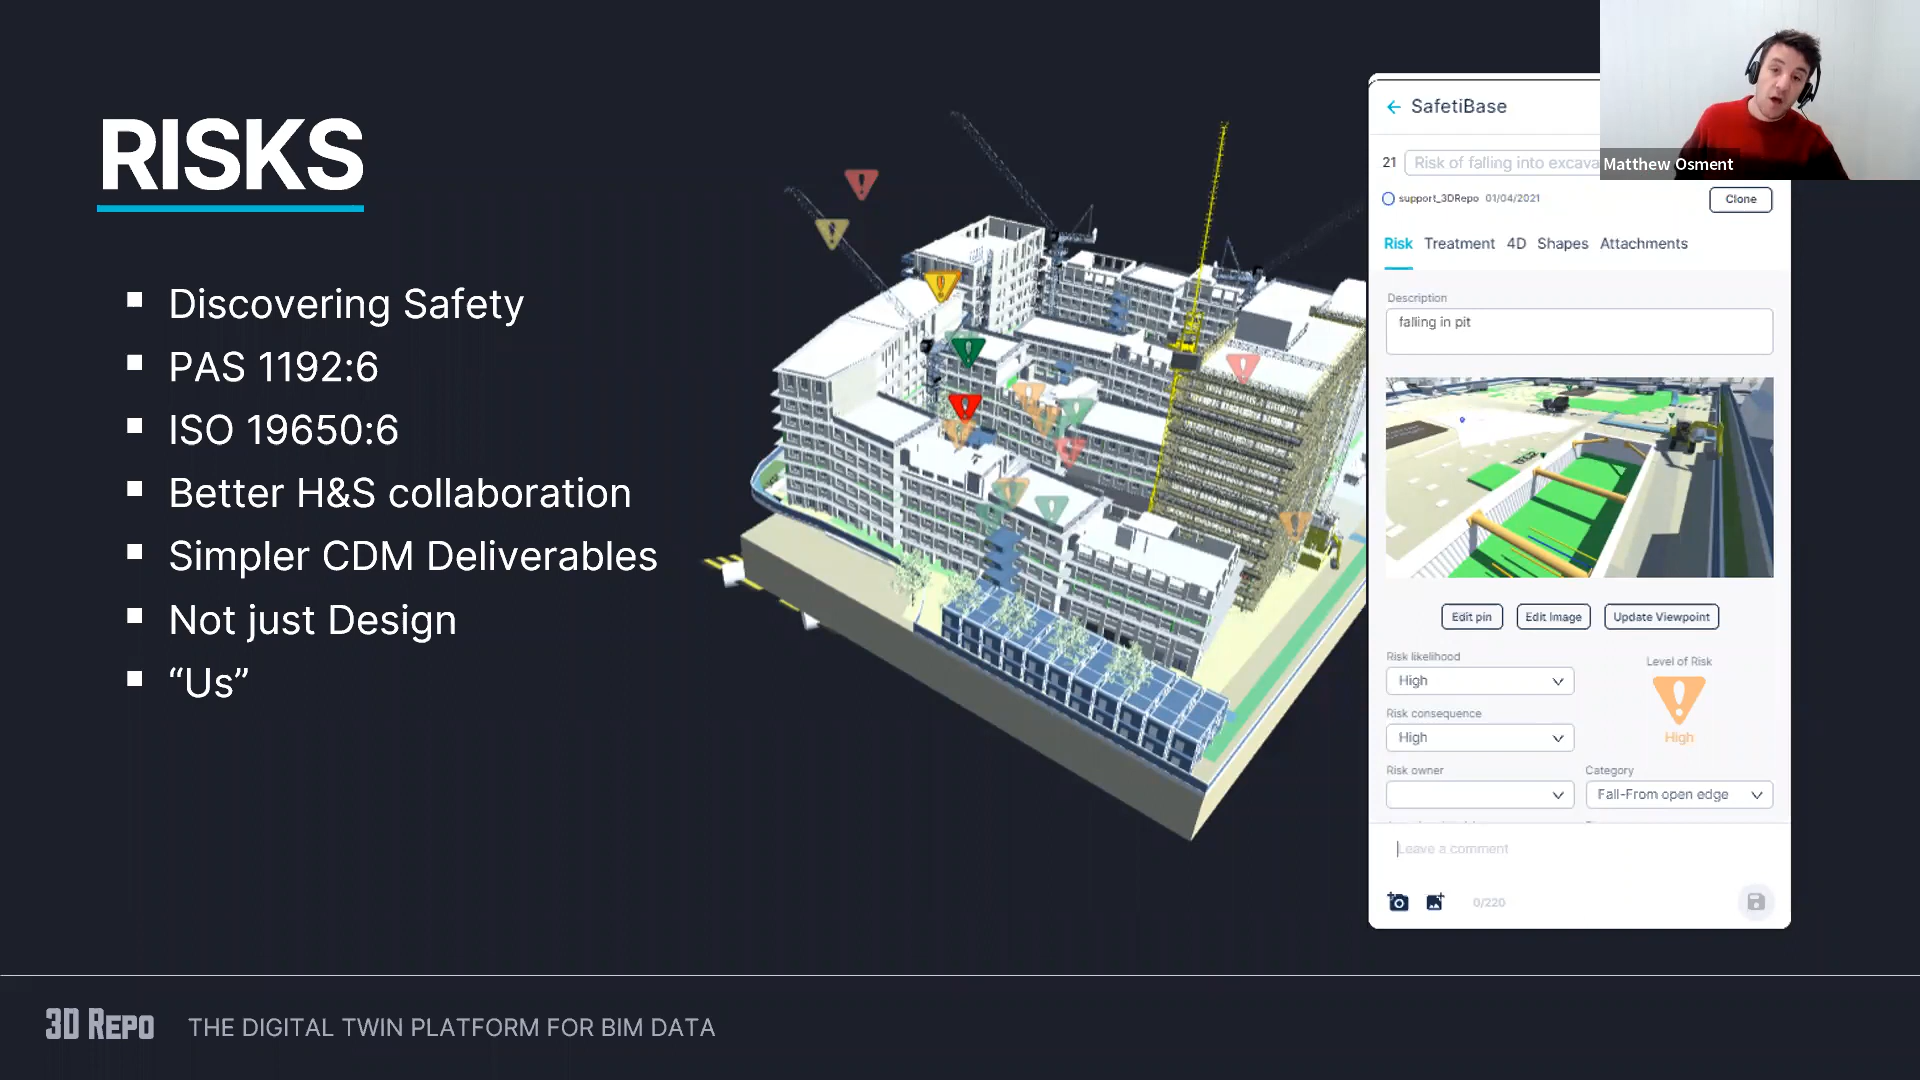 RISKS
Discovering Safety
PAS 1192:6
ISO 19650:6
Better H&S collaboration
Simpler CDM Deliverables
Not just Design
“Us”
SafetiBase
21 Risk of falling into excava
Matthew Osment
support_3DRepo 01/04/2021
Clone
Risk Treatment 4D Shapes Attachments
Description
falling in pit
Edit pin Edit Image Update Viewpoint
Risk likelihood
High
Level of Risk
High
Risk consequence
High
Risk owner
Category
Fall-From open edge
Leave a comment
0/220
3D REPO THE DIGITAL TWIN PLATFORM FOR BIM DATA